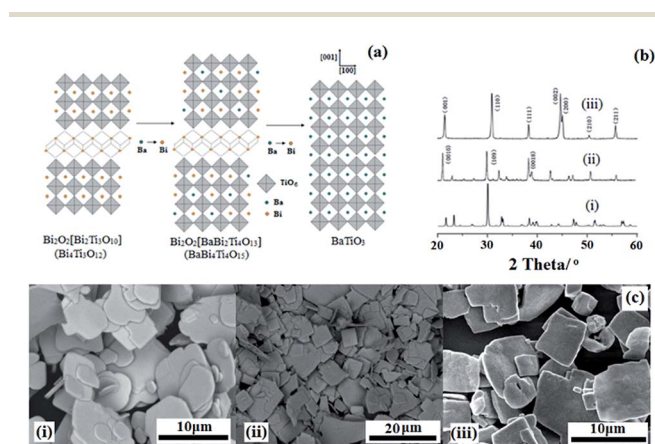 (a)
[001]
[100]
Ba Bi
Ba Bi
TiO6
Ba
Bi
Bi2O2[Bi2Ti3O10]
(Bi4Ti3O12)
Bi2O2[BaBi2Ti4O13]
(BaBi4Ti4O15)
BaTiO3
(b)
(001)
(110)
(111)
(002)
(200)
(210)
(211)
(iii)
(0010)
(109)
(0018)
(ii)
(i)
20 30 40 50 60
2 Theta/ °
(c)
(i)
10μm
(ii)
20μm
(iii)
10μm